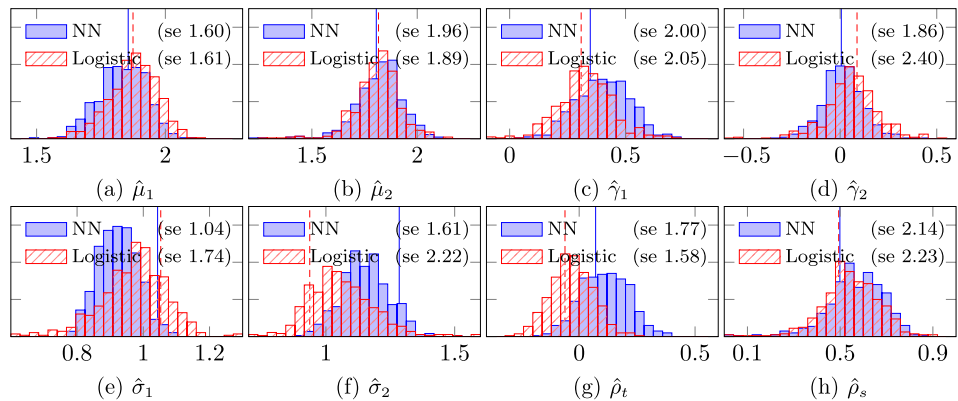 NN (se 1.60)
Logistic (se 1.61)
1.5 2
(a) μ̂₁
NN (se 1.96)
Logistic (se 1.89)
1.5 2
(b) μ̂₂
NN (se 2.00)
Logistic (se 2.05)
0 0.5
(c) γ̂₁
NN (se 1.86)
Logistic (se 2.40)
−0.5 0 0.5
(d) γ̂₂
NN (se 1.04)
Logistic (se 1.74)
0.8 1 1.2
(e) σ̂₁
NN (se 1.61)
Logistic (se 2.22)
1 1.5
(f) σ̂₂
NN (se 1.77)
Logistic (se 1.58)
0 0.5
(g) ρ̂ₜ
NN (se 2.14)
Logistic (se 2.23)
0.1 0.5 0.9
(h) ρ̂ₛ